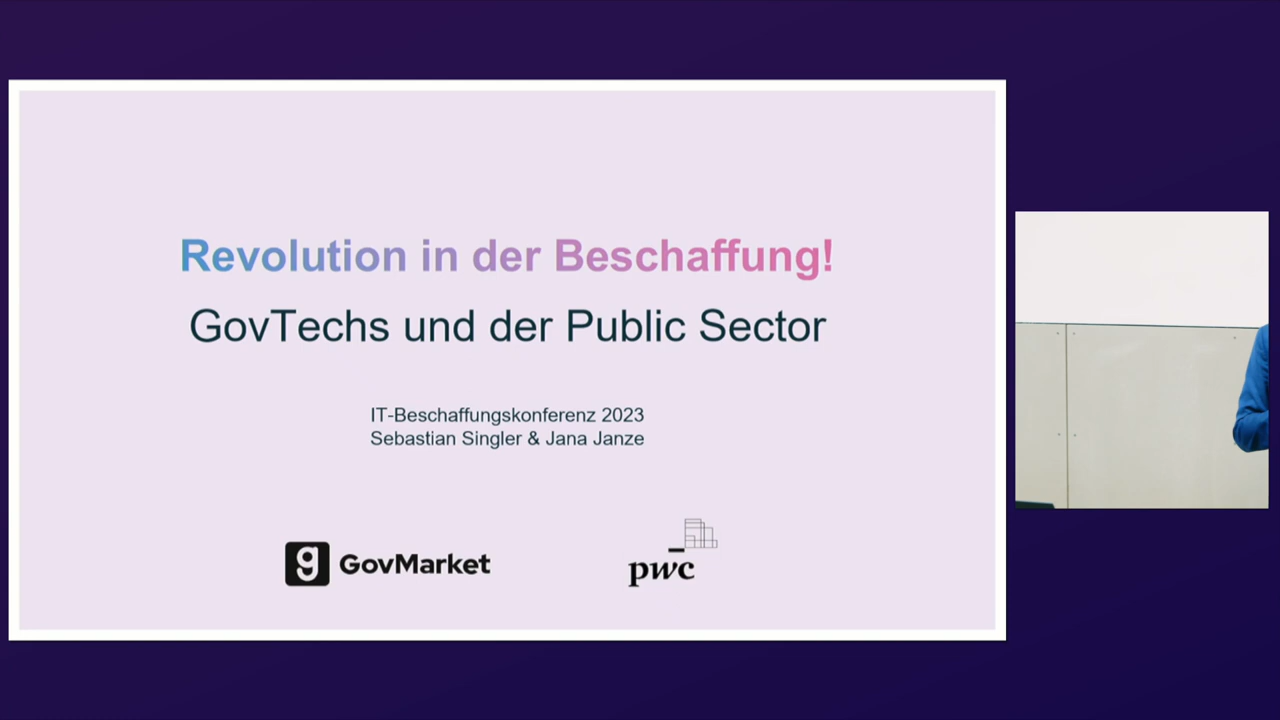 Revolution in der Beschaffung!
GovTechs und der Public Sector
IT-Beschaffungskonferenz 2023
Sebastian Singler & Jana Janze
g GovMarket
pwc